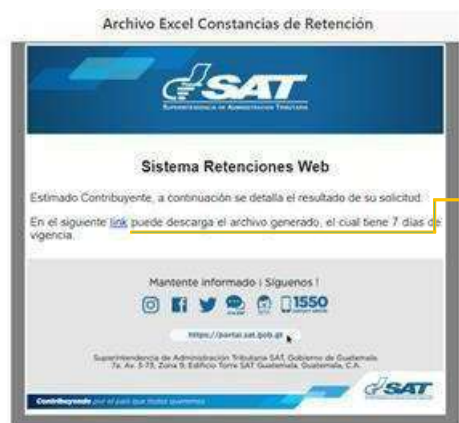 Archivo Excel Constancias de Retención
SAT
SUPERINTENDENCIA DE ADMINISTRACIÓN TRIBUTARIA
Sistema Retenciones Web
Estimado Contribuyente, a continuación se detalla el resultado de su solicitud:
En el siguiente link puede descarga el archivo generado, el cual tiene 7 días de
vigencia.
Mantente informado ¡ Síguenos !
1550
https://portal.sat.gob.gt
Superintendencia de Administración Tributaria SAT, Gobierno de Guatemala.
7a. Av. 3-73, Zona 9, Edificio Torre SAT Guatemala, Guatemala, C.A.
SAT
Contribuyendo por el país que todos queremos